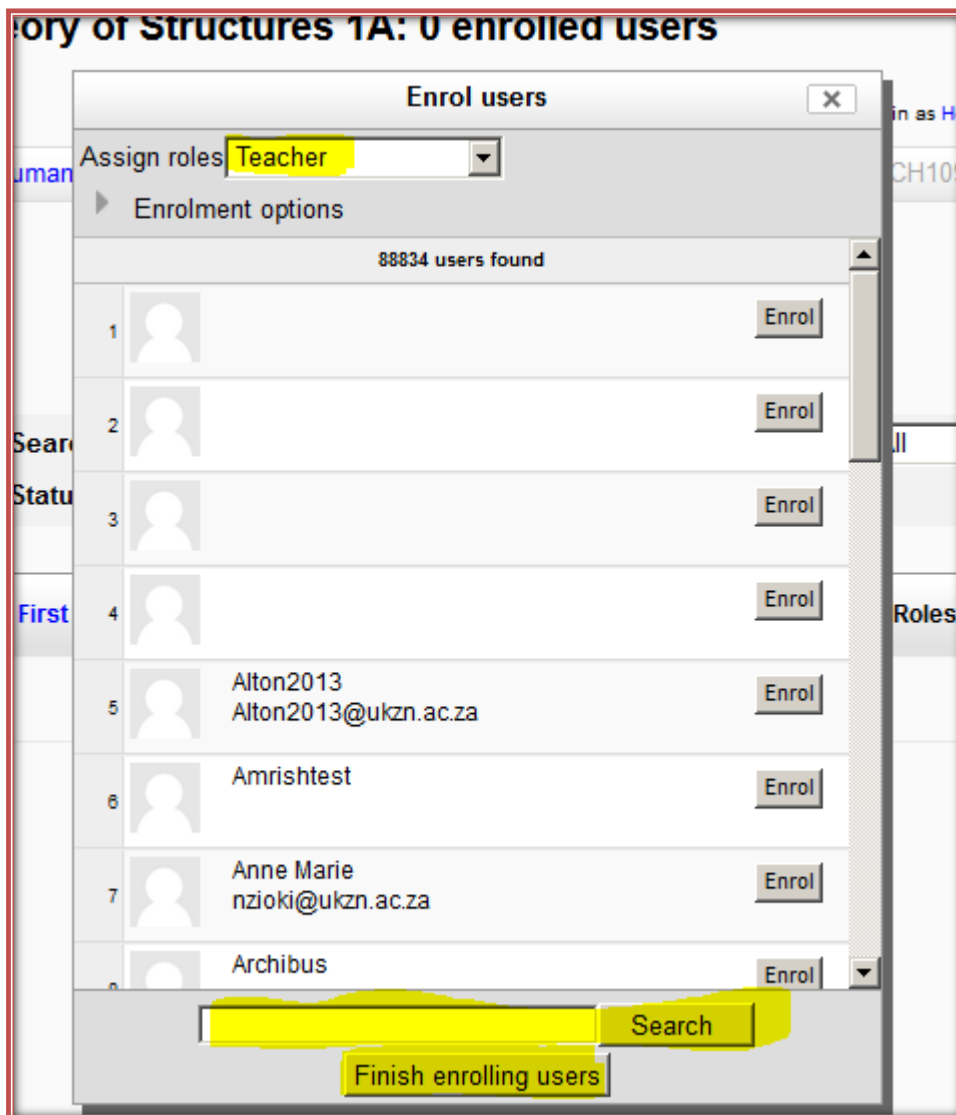 eory of Structures 1A: 0 enrolled users
Enrol users
in as H
Assign roles Teacher
uman
CH109
Enrolment options
88834 users found
1 Enrol
2 Enrol
Sear
All
Statu
3 Enrol
4 Enrol
First
Roles
5 Alton2013 Enrol
Alton2013@ukzn.ac.za
6 Amrishtest Enrol
7 Anne Marie Enrol
nzioki@ukzn.ac.za
Archibus Enrol
Search
Finish enrolling users